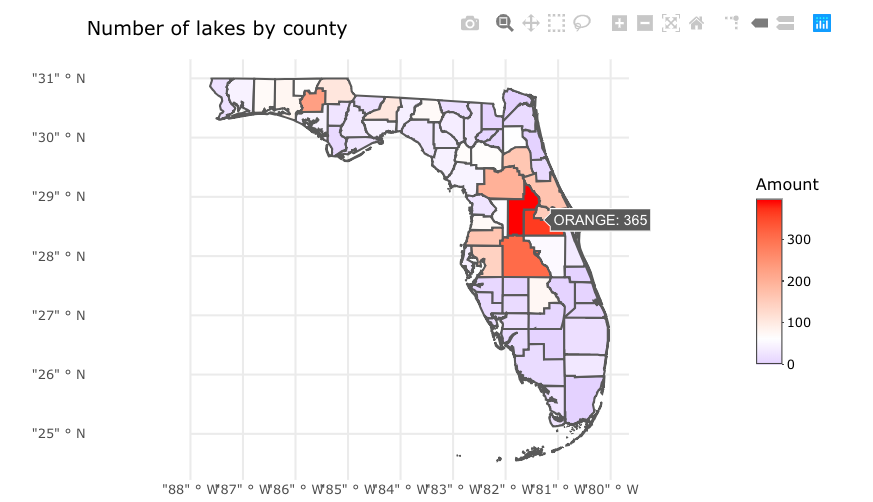 Number of lakes by county
"31" ° N
"30" ° N
"29" ° N
"28" ° N
"27" ° N
"26" ° N
"25" ° N
"88" ° W"87" ° W"86" ° W"85" ° W"84" ° W"83" ° W"82" ° W"81" ° W"80" ° W
ORANGE: 365
Amount
300
200
100
0